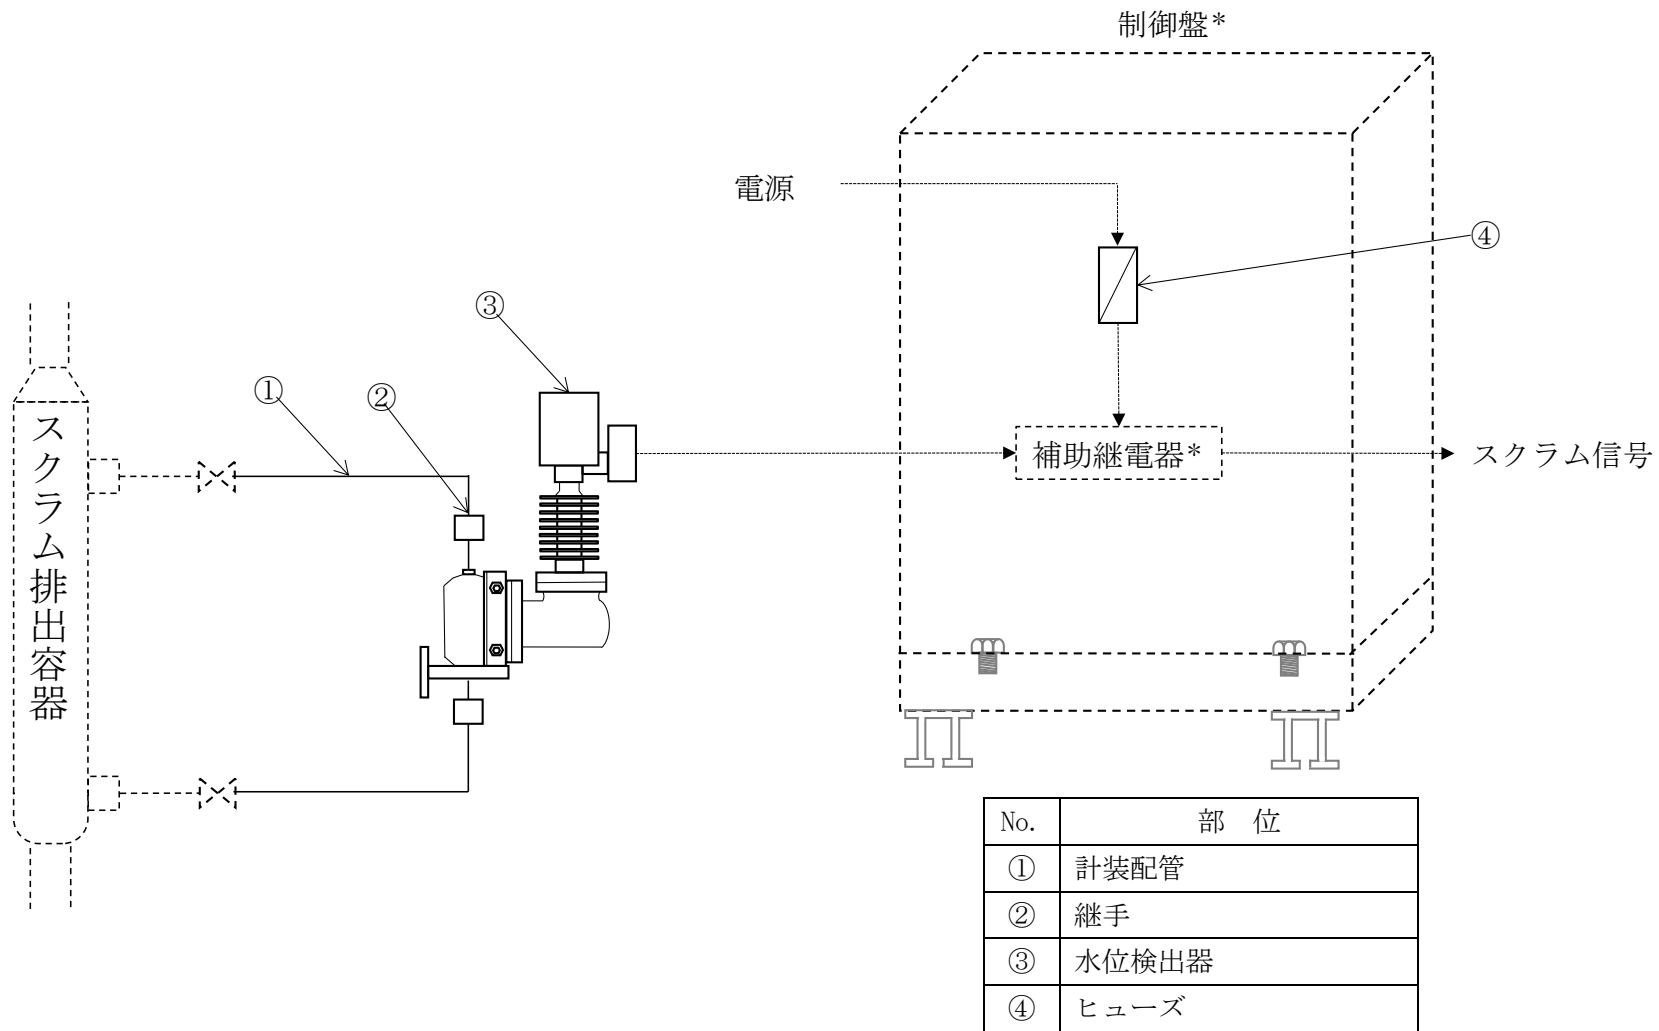 制御盤*
電源
④
③
①
②
スクラム排出容器
補助継電器*
スクラム信号
No. 部 位
① 計装配管
② 継手
③ 水位検出器
④ ヒューズ